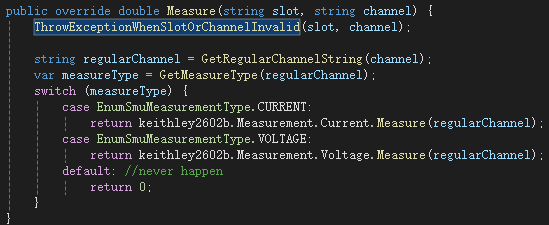 public override double Measure(string slot, string channel) {
ThrowExceptionWhenSlotOrChannelInvalid(slot, channel);
string regularChannel = GetRegularChannelString(channel);
var measureType = GetMeasureType(regularChannel);
switch (measureType) {
case EnumSmuMeasurementType.CURRENT:
return keithley2602b.Measurement.Current.Measure(regularChannel);
case EnumSmuMeasurementType.VOLTAGE:
return keithley2602b.Measurement.Voltage.Measure(regularChannel);
default: //never happen
return 0;
}
}